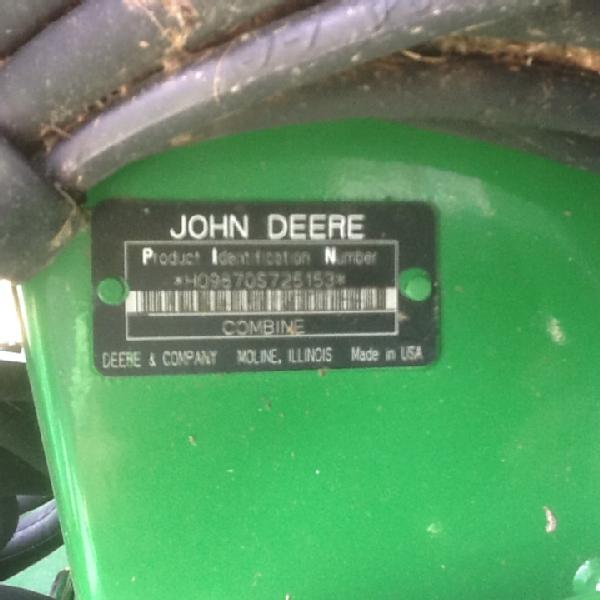 JOHN DEERE
Product Identification Number
*H09870S725153*
COMBINE
DEERE & COMPANY MOLINE, ILLINOIS Made in USA